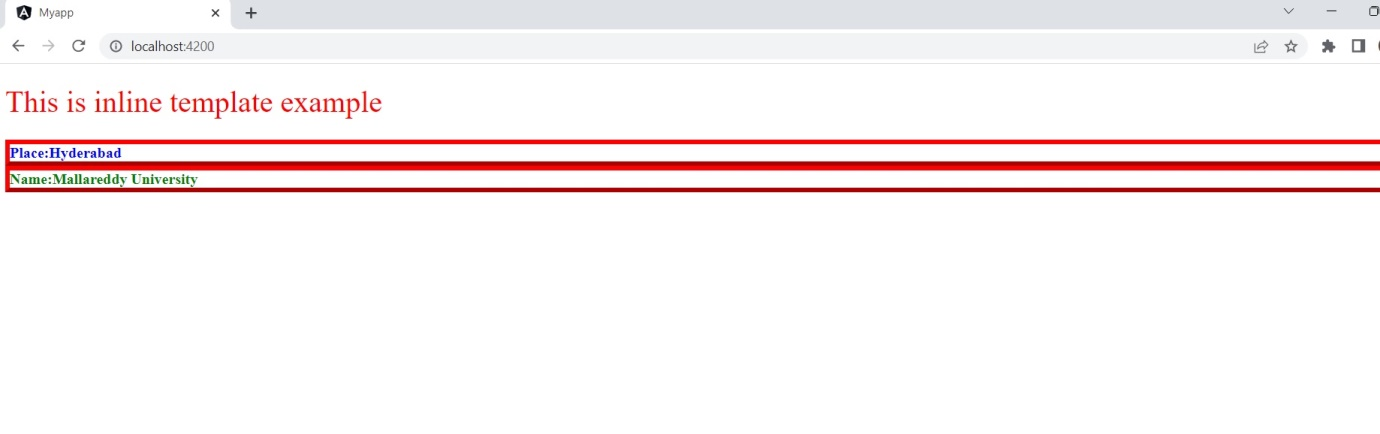 Myapp
localhost:4200
This is inline template example
Place:Hyderabad
Name:Mallareddy University